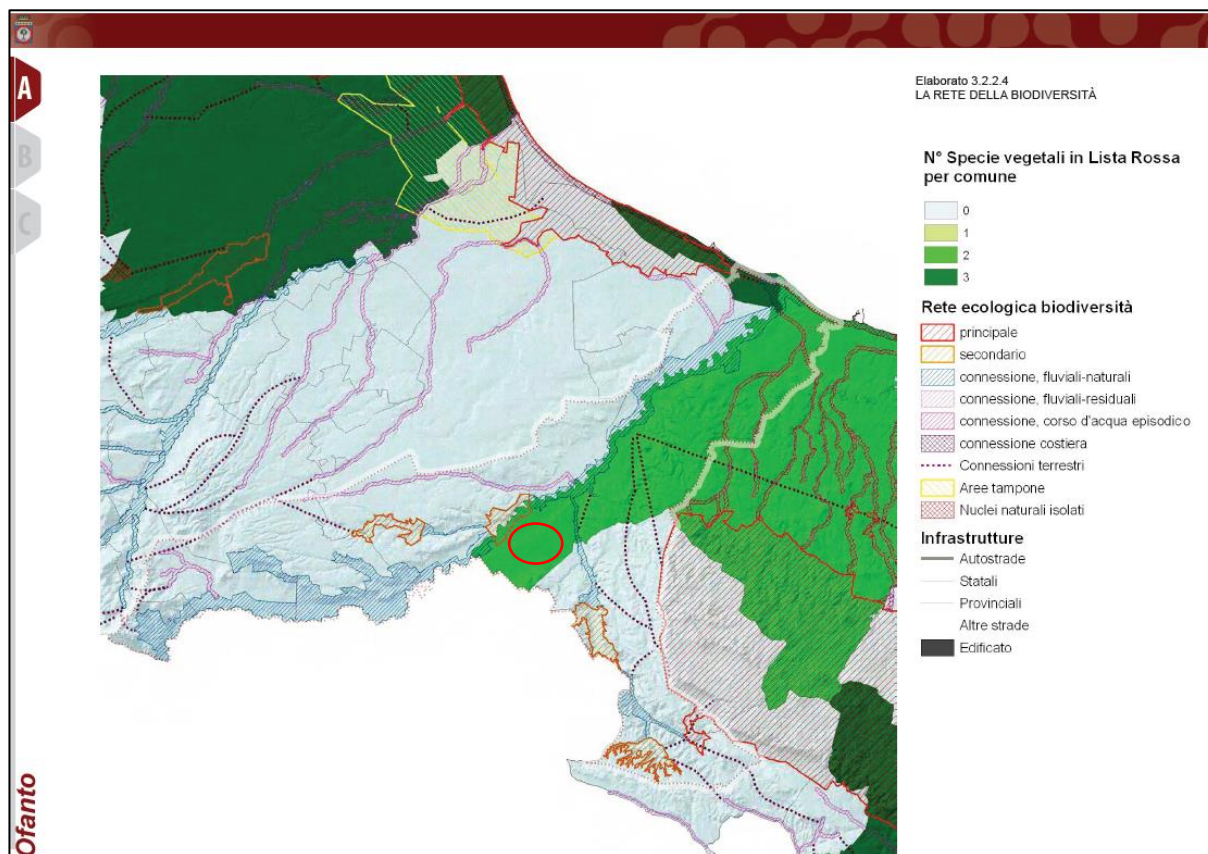 A
B
C
Ofanto
Elaborato 3.2.2.4
LA RETE DELLA BIODIVERSITÀ
N° Specie vegetali in Lista Rossa
per comune
0
1
2
3
Rete ecologica biodiversità
principale
secondario
connessione, fluviali-naturali
connessione, fluviali-residuali
connessione, corso d'acqua episodico
connessione costiera
Connessioni terrestri
Aree tampone
Nuclei naturali isolati
Infrastrutture
Autostrade
Statali
Provinciali
Altre strade
Edificato